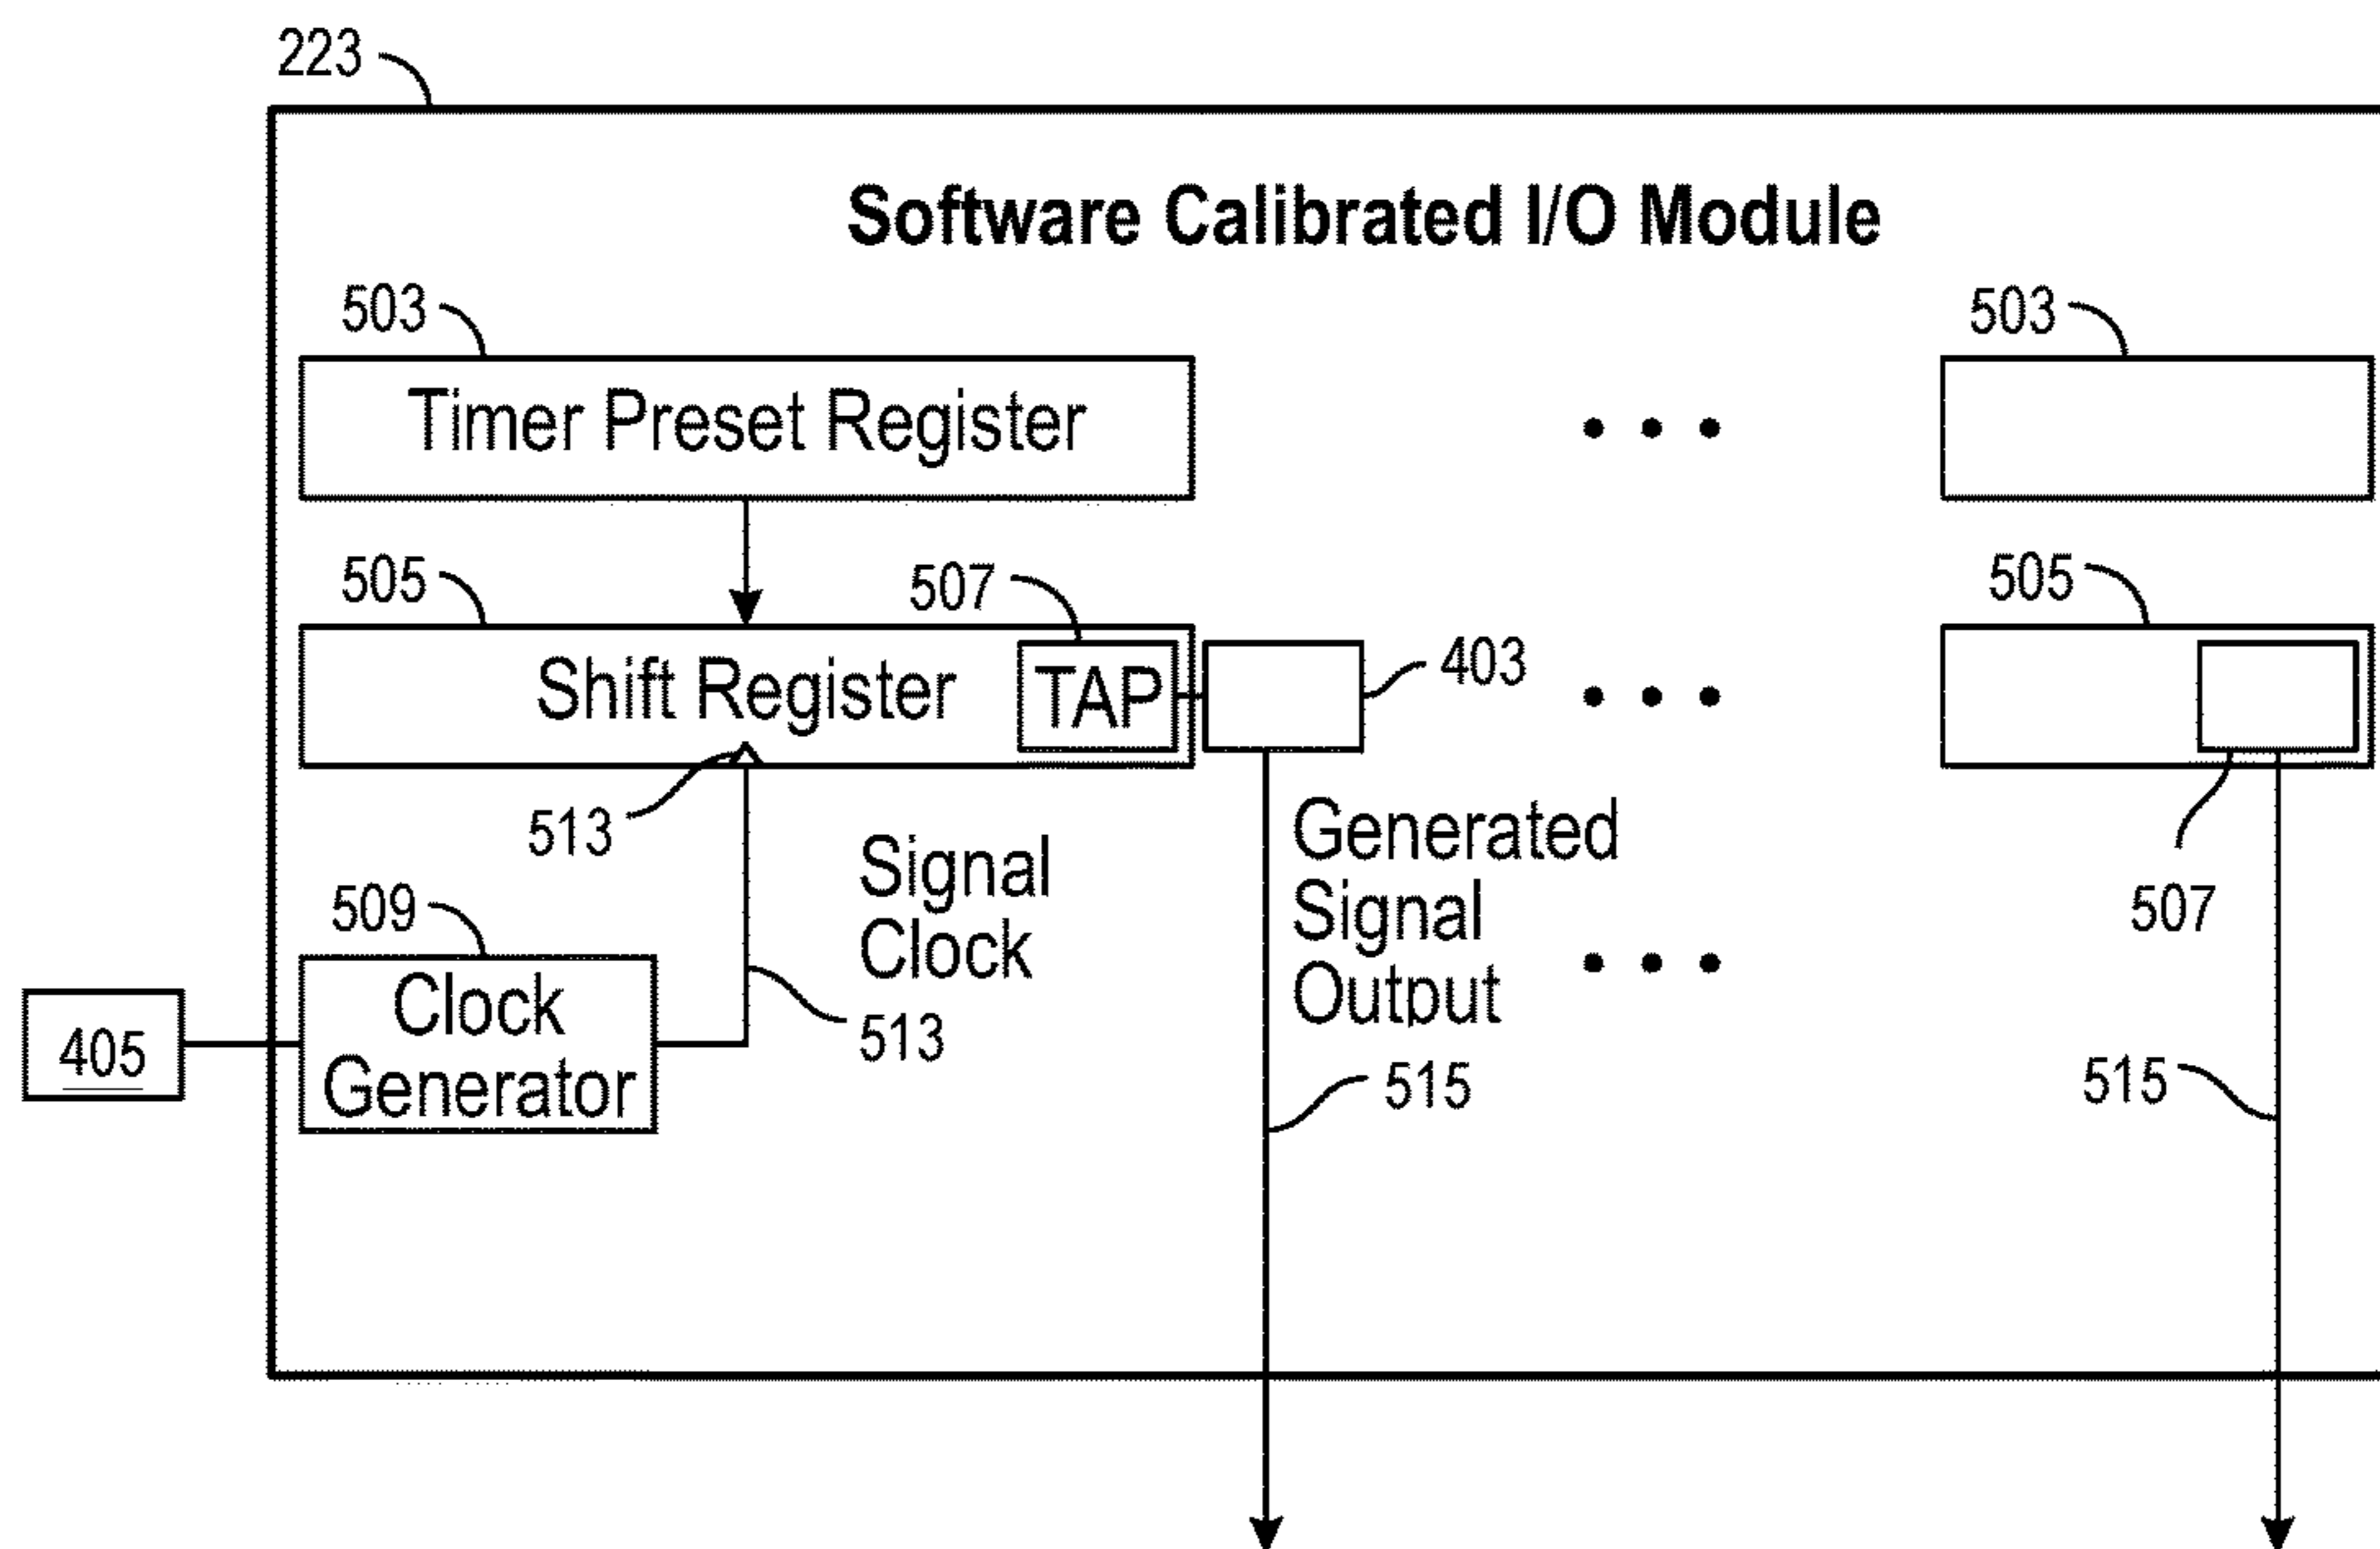 223
Software Calibrated I/O Module
503
503
Timer Preset Register
505
507
505
Shift Register
TAP
403
513
Signal
Clock
Generated
Signal
Output
507
509
Clock
Generator
405
513
515
515